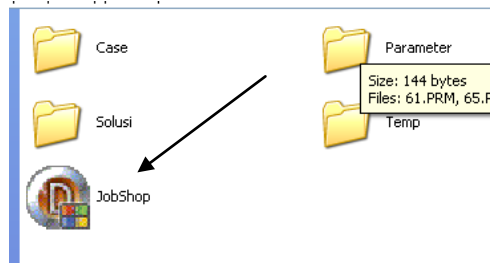 Case
Parameter
Size: 144 bytes
Files: 61.PRM, 65.P
Solusi
Temp
JobShop